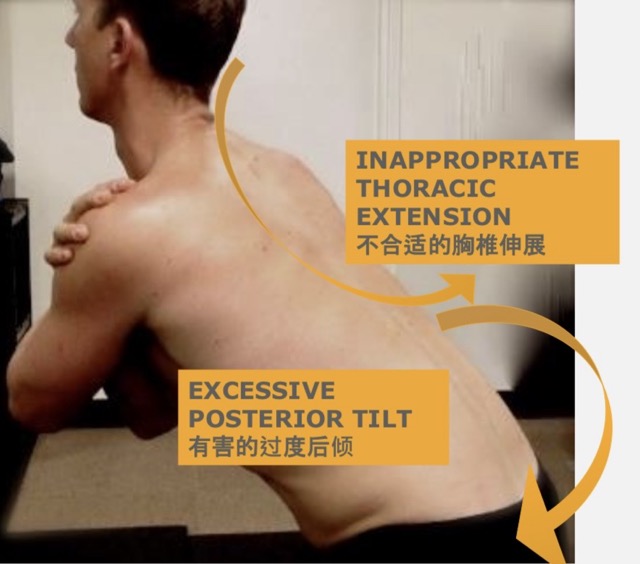 INAPPROPRIATE
THORACIC
EXTENSION
不合适的胸椎伸展
EXCESSIVE
POSTERIOR TILT
有害的过度后倾